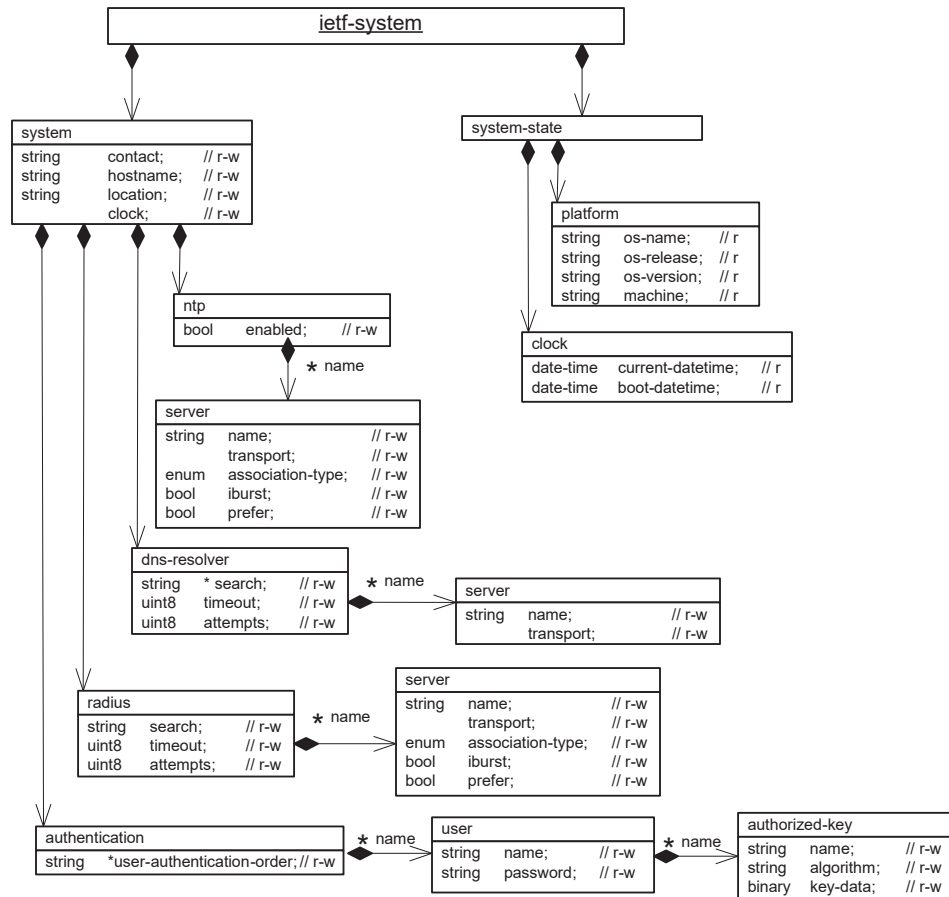 ietf-system
system
string contact; // r-w
string hostname; // r-w
string location; // r-w
clock; // r-w
system-state
platform
string os-name; // r
string os-release; // r
string os-version; // r
string machine; // r
ntp
bool enabled; // r-w
* name
clock
date-time current-datetime; // r
date-time boot-datetime; // r
server
string name; // r-w
transport; // r-w
enum association-type; // r-w
bool iburst; // r-w
bool prefer; // r-w
dns-resolver
string * search; // r-w
uint8 timeout; // r-w
uint8 attempts; // r-w
* name
server
string name; // r-w
transport; // r-w
radius
string search; // r-w
uint8 timeout; // r-w
uint8 attempts; // r-w
* name
server
string name; // r-w
transport; // r-w
enum association-type; // r-w
bool iburst; // r-w
bool prefer; // r-w
authentication
string *user-authentication-order; // r-w
* name
user
string name; // r-w
string password; // r-w
* name
authorized-key
string name; // r-w
string algorithm; // r-w
binary key-data; // r-w